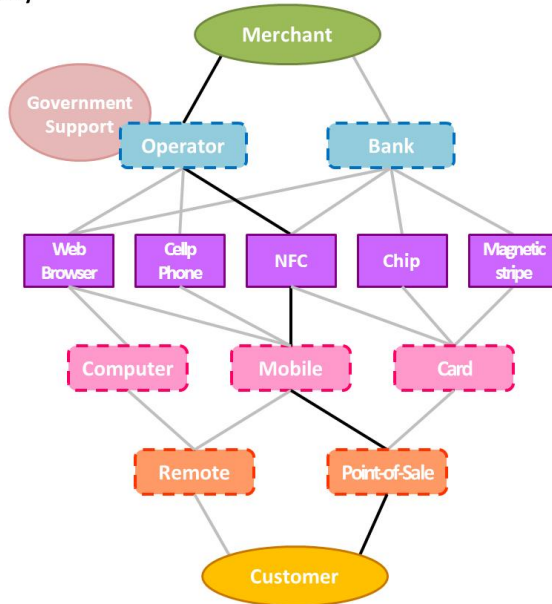 Merchant
Government
Support
Operator
Bank
Web
Browser
Cellp
Phone
NFC
Chip
Magnetic
stripe
Computer
Mobile
Card
Remote
Point-of-Sale
Customer